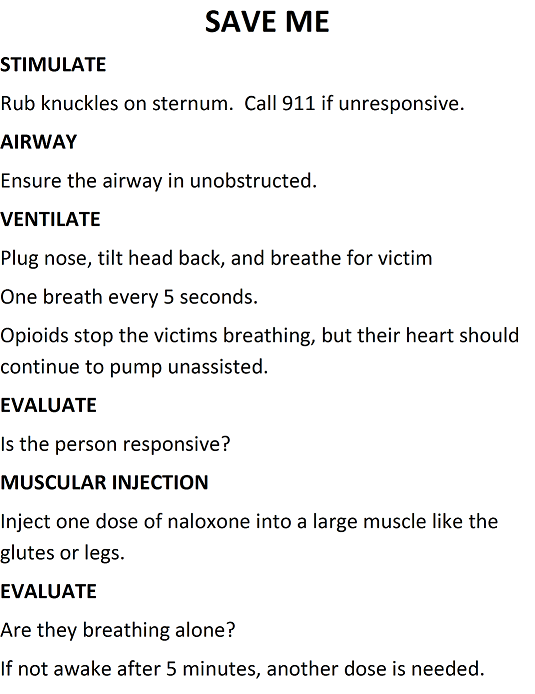 SAVE ME
STIMULATE
Rub knuckles on sternum.  Call 911 if unresponsive.
AIRWAY
Ensure the airway in unobstructed.
VENTILATE
Plug nose, tilt head back, and breathe for victim
One breath every 5 seconds.
Opioids stop the victims breathing, but their heart should
continue to pump unassisted.
EVALUATE
Is the person responsive?
MUSCULAR INJECTION
Inject one dose of naloxone into a large muscle like the
glutes or legs.
EVALUATE
Are they breathing alone?
If not awake after 5 minutes, another dose is needed.